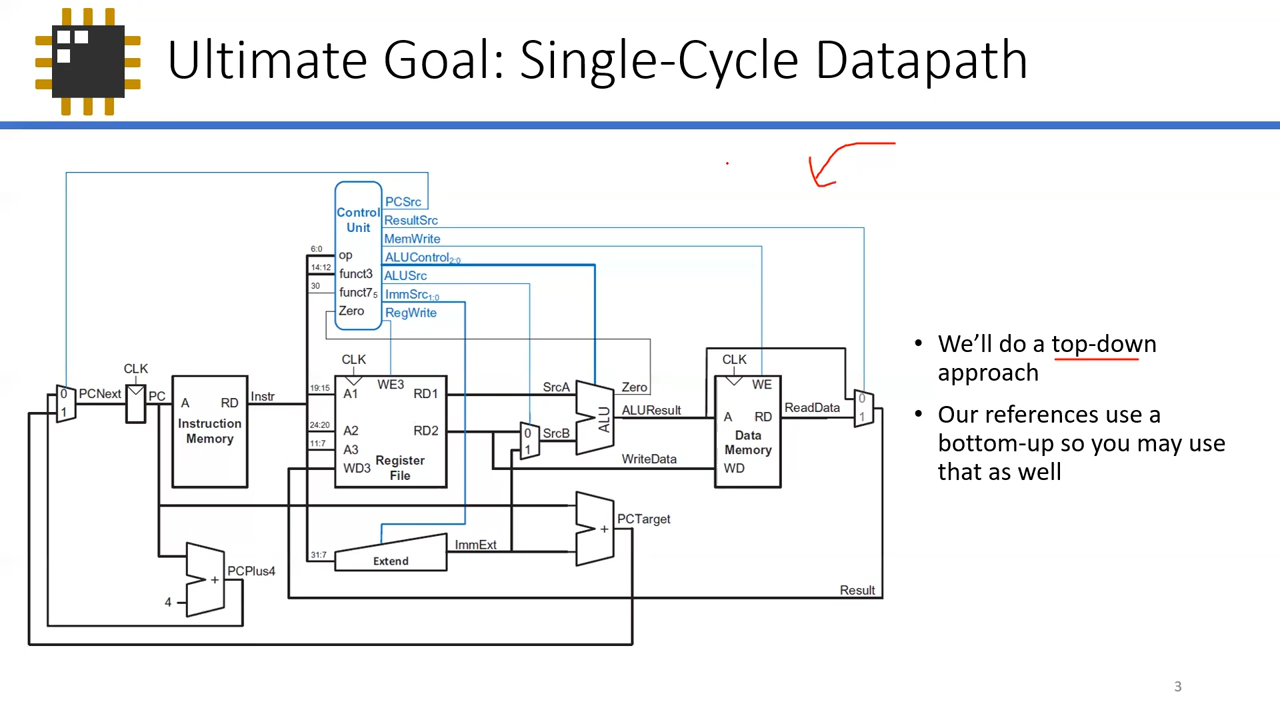 Ultimate Goal: Single-Cycle Datapath
PCSrc
Control
Unit
ResultSrc
MemWrite
6:0
op
ALUControl2:0
14:12
funct3
ALUSrc
30
funct75
ImmSrc1:0
Zero
RegWrite
CLK
CLK
CLK
0
1
PCNext
PC
A
RD
Instruction
Memory
Instr
19:15
A1
WE3
RD1
24:20
A2
RD2
11:7
A3
WD3
Register
File
0
1
SrcA
SrcB
ALU
Zero
ALUResult
WriteData
WE
A
RD
Data
Memory
WD
ReadData
0
1
4
+
PCPlus4
31:7
Extend
ImmExt
+
PCTarget
Result
• We’ll do a top-down
approach
• Our references use a
bottom-up so you may use
that as well
3